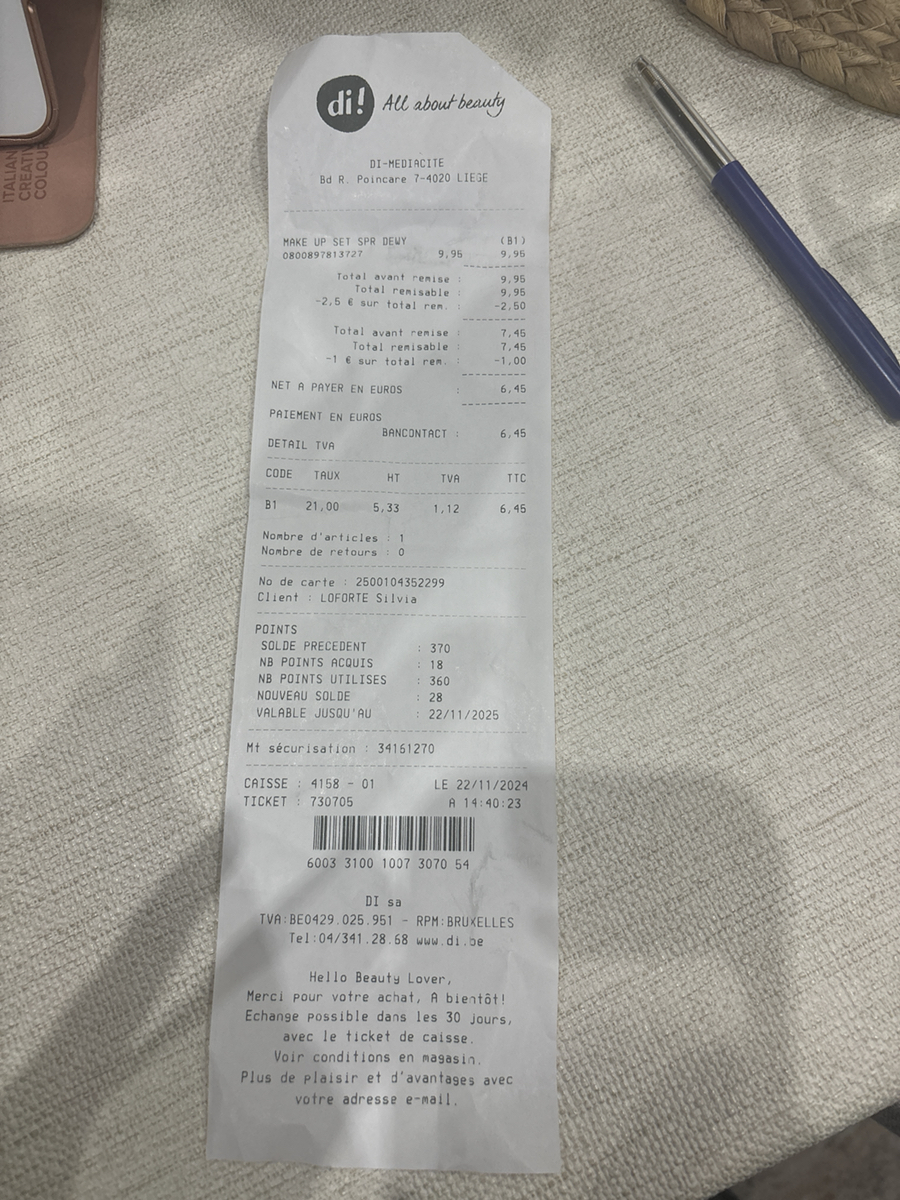 ITALIAN
CREATIV
COLOUR
di! All about beauty
DI-MEDIACITE
Bd R. Poincare 7-4020 LIEGE
MAKE UP SET SPR DEWY (B1)
0800897813727 9,95 9,95
Total avant remise : 9,95
Total remisable : 9,95
-2,5 € sur total rem. : -2,50
Total avant remise : 7,45
Total remisable : 7,45
-1 € sur total rem. : -1,00
NET A PAYER EN EUROS : 6,45
PAIEMENT EN EUROS
BANCONTACT : 6,45
DETAIL TVA
CODE TAUX HT TVA TTC
B1 21,00 5,33 1,12 6,45
Nombre d'articles : 1
Nombre de retours : 0
No de carte : 2500104352299
Client : LOFORTE Silvia
POINTS
SOLDE PRECEDENT : 370
NB POINTS ACQUIS : 18
NB POINTS UTILISES : 360
NOUVEAU SOLDE : 28
VALABLE JUSQU'AU : 22/11/2025
Mt sécurisation : 34161270
CAISSE : 4158 - 01 LE 22/11/2024
TICKET : 730705 A 14:40:23
6003 3100 1007 3070 54
DI sa
TVA:BE0429.025.951 - RPM:BRUXELLES
Tel:04/341.28.68 www.di.be
Hello Beauty Lover,
Merci pour votre achat, A bientôt!
Echange possible dans les 30 jours,
avec le ticket de caisse.
Voir conditions en magasin.
Plus de plaisir et d'avantages avec
votre adresse e-mail.